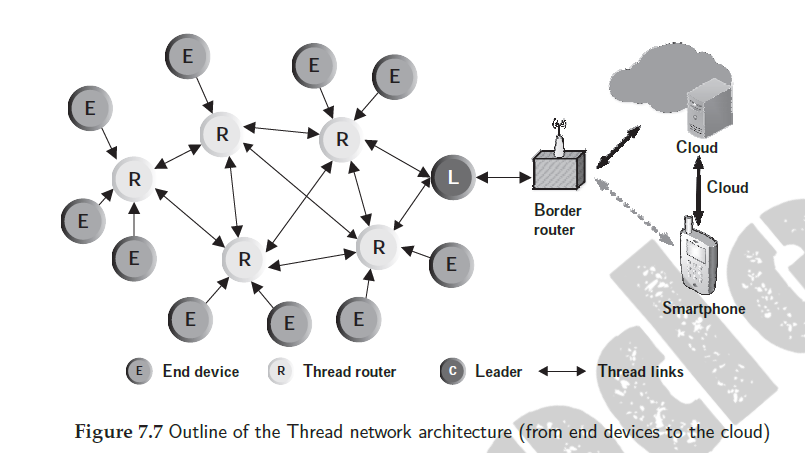 E
E
E
E
R
R
R
L
Cloud
Cloud
E
Border
router
E
R
R
E
E
E
E
Smartphone
E End device R Thread router C Leader Thread links
Figure 7.7 Outline of the Thread network architecture (from end devices to the cloud)